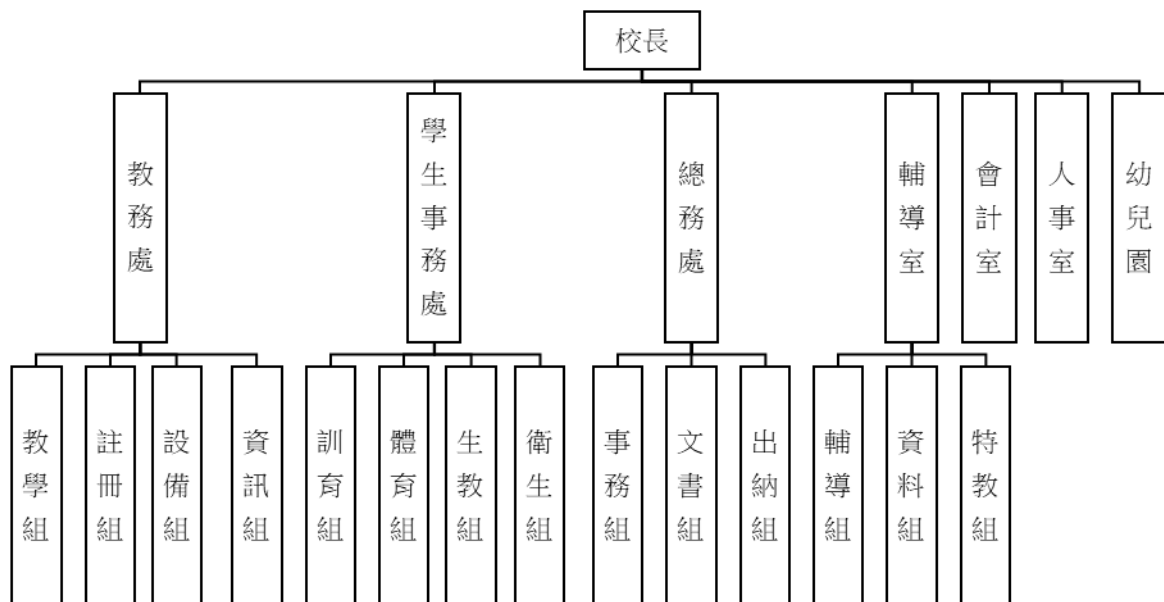 校長
教務處
學生事務處
總務處
輔導室
會計室
人事室
幼兒園
教學組
註冊組
設備組
資訊組
訓育組
體育組
生教組
衛生組
事務組
文書組
出納組
輔導組
資料組
特教組